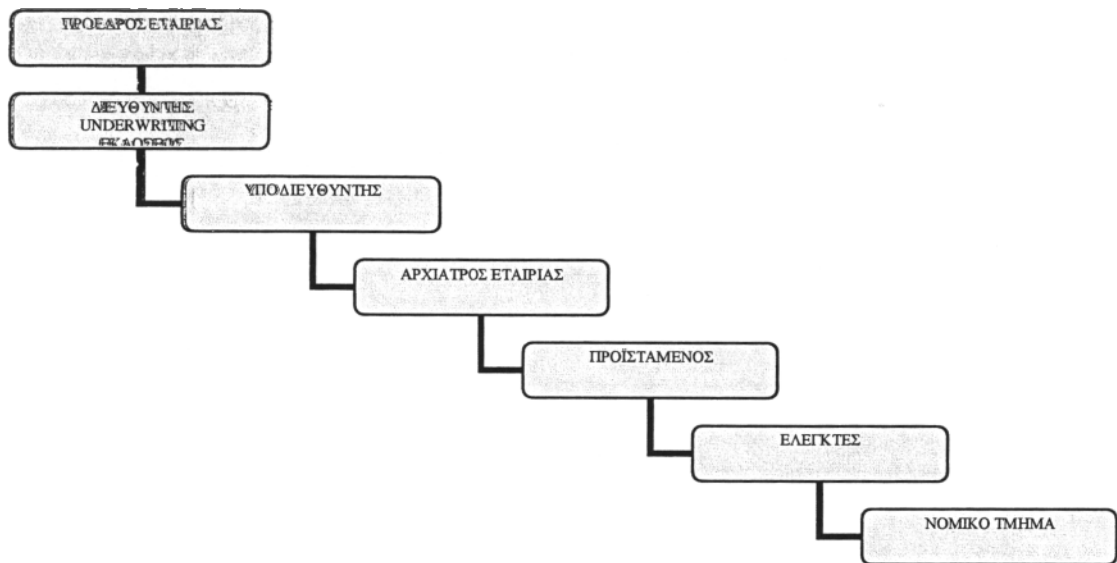 ΠΡΟΕΔΡΟΣ ΕΤΑΙΡΙΑΣ
ΔΙΕΥΘΥΝΤΗΣ
UNDERWRITING
ΥΠΟΔΙΕΥΘΥΝΤΗΣ
ΑΡΧΙΑΤΡΟΣ ΕΤΑΙΡΙΑΣ
ΠΡΟΪΣΤΑΜΕΝΟΣ
ΕΛΕΓΚΤΕΣ
ΝΟΜΙΚΟ ΤΜΗΜΑ